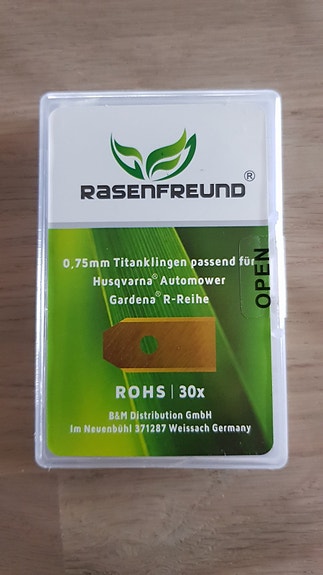 RASENFREUND®
0,75mm Titanklingen passend für
Husqvarna® Automower
Gardena® R-Reihe
OPEN
ROHS | 30x
B&M Distribution GmbH
Im Neuenbühl 371287 Weissach Germany